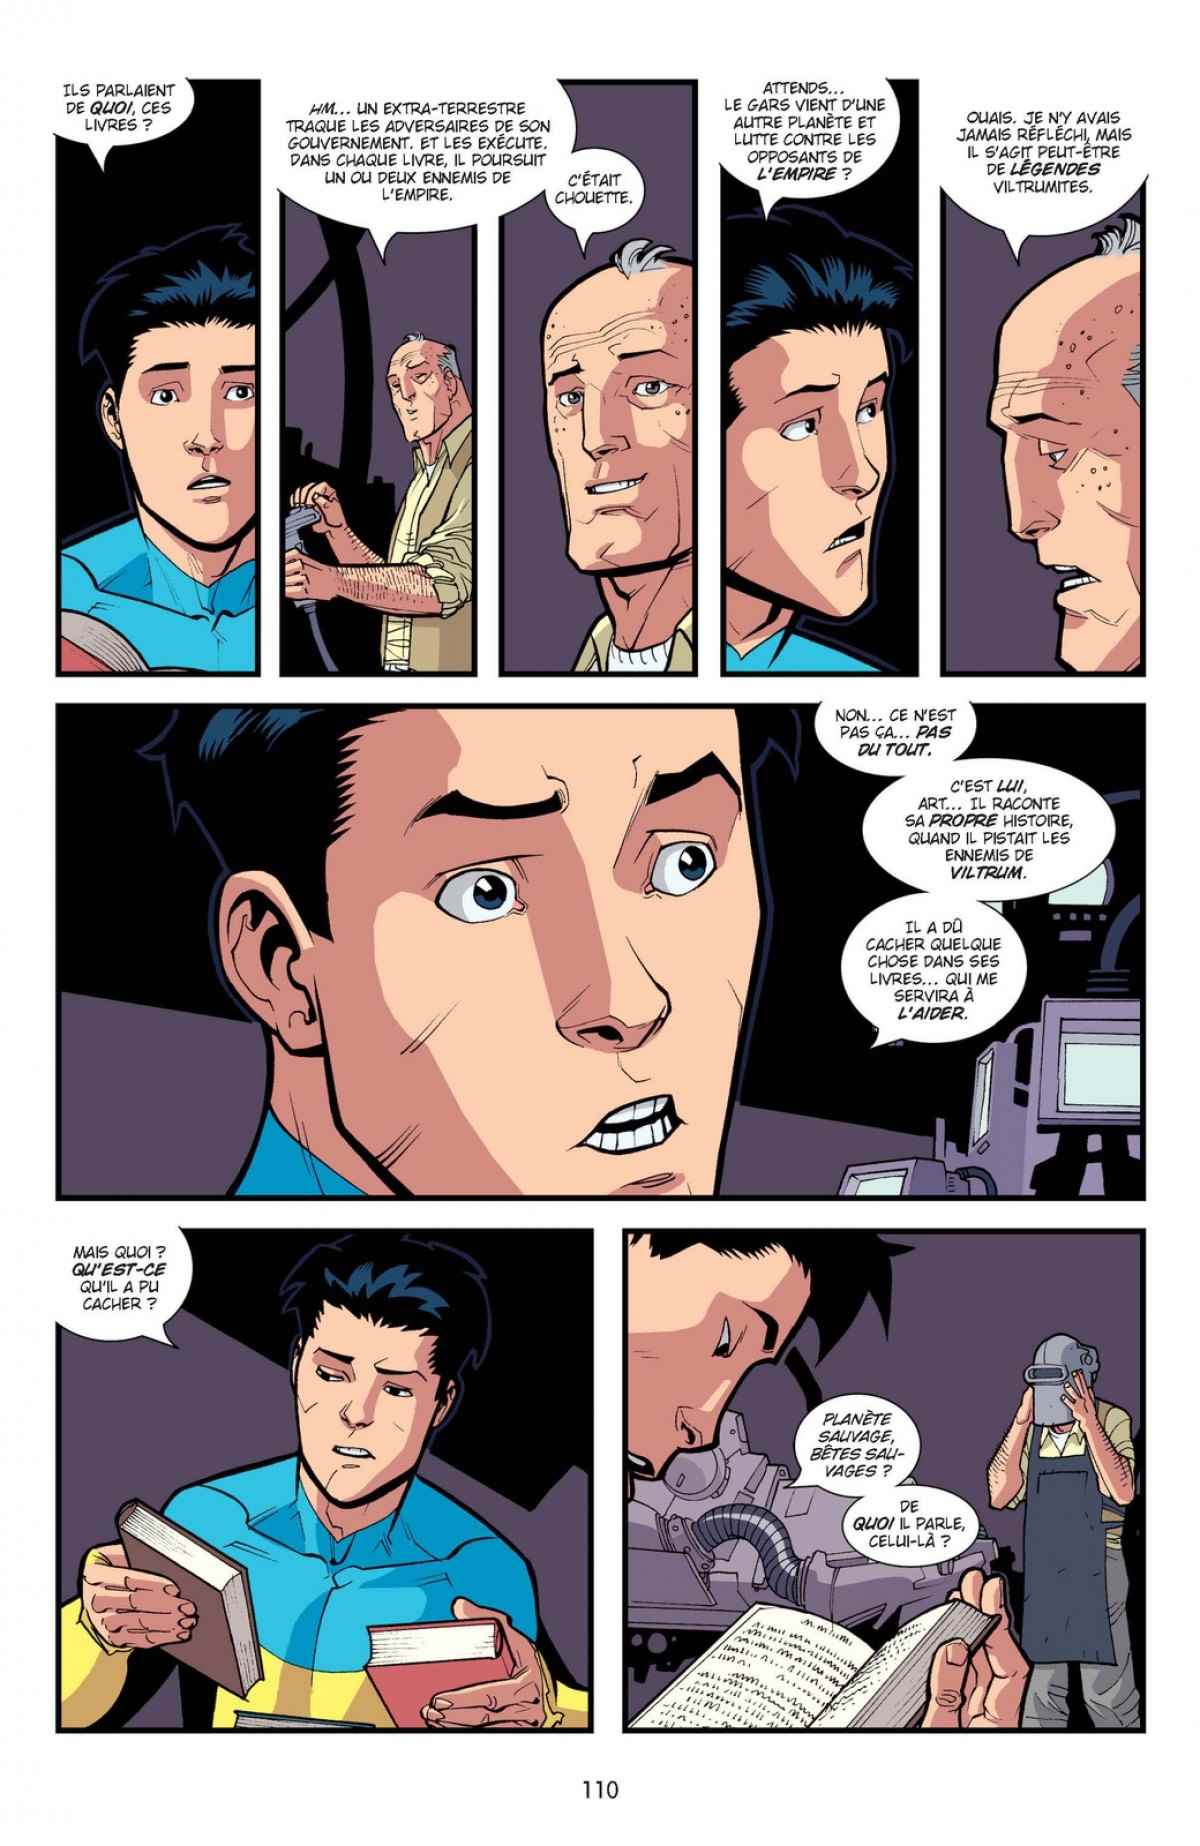 ILS PARLAIENT
DE QUOI, CES
LIVRES ?
HM... UN EXTRA-TERRESTRE
TRAQUE LES ADVERSAIRES DE SON
GOUVERNEMENT. ET LES EXÉCUTE.
DANS CHAQUE LIVRE, IL POURSUIT
UN OU DEUX ENNEMIS DE
L'EMPIRE.
C'ÉTAIT
CHOUETTE.
ATTENDS...
LE GARS VIENT D'UNE
AUTRE PLANÈTE ET
LUTTE CONTRE LES
OPPOSANTS DE
L'EMPIRE ?
OUAIS. JE N'Y AVAIS
JAMAIS RÉFLÉCHI, MAIS
IL S'AGIT PEUT-ÊTRE
DE LÉGENDES
VILTRUMITES.
NON... CE N'EST
PAS ÇA... PAS
DU TOUT.
C'EST LUI,
ART... IL RACONTE
SA PROPRE HISTOIRE,
QUAND IL PISTAIT LES
ENNEMIS DE
VILTRUM.
IL A DÛ
CACHER QUELQUE
CHOSE DANS SES
LIVRES... QUI ME
SERVIRA À
L'AIDER.
MAIS QUOI ?
QU'EST-CE
QU'IL A PU
CACHER ?
PLANÈTE
SAUVAGE,
BÊTES SAU-
VAGES ?
DE
QUOI IL PARLE,
CELUI-LÀ ?
110